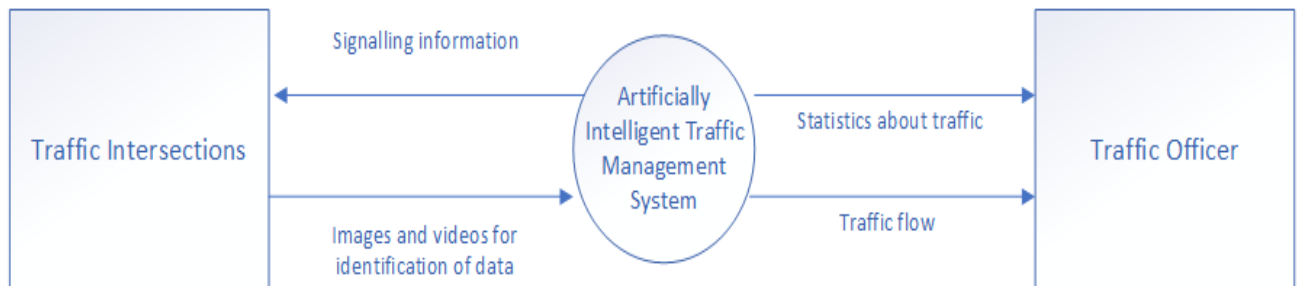 Traffic Intersections
Signalling information
Images and videos for
identification of data
Artificially
Intelligent Traffic
Management
System
Statistics about traffic
Traffic flow
Traffic Officer